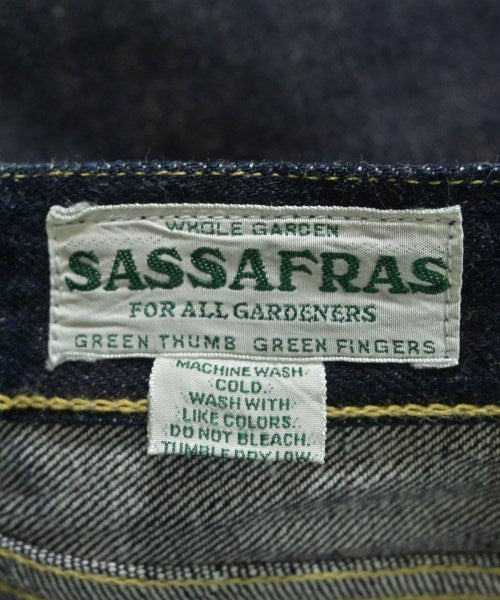 WHOLE GARDEN
SASSAFRAS
FOR ALL GARDENERS
GREEN THUMB GREEN FINGERS
MACHINE WASH
COLD.
WASH WITH
LIKE COLORS.
DO NOT BLEACH.
TUMBLE DRY LOW.